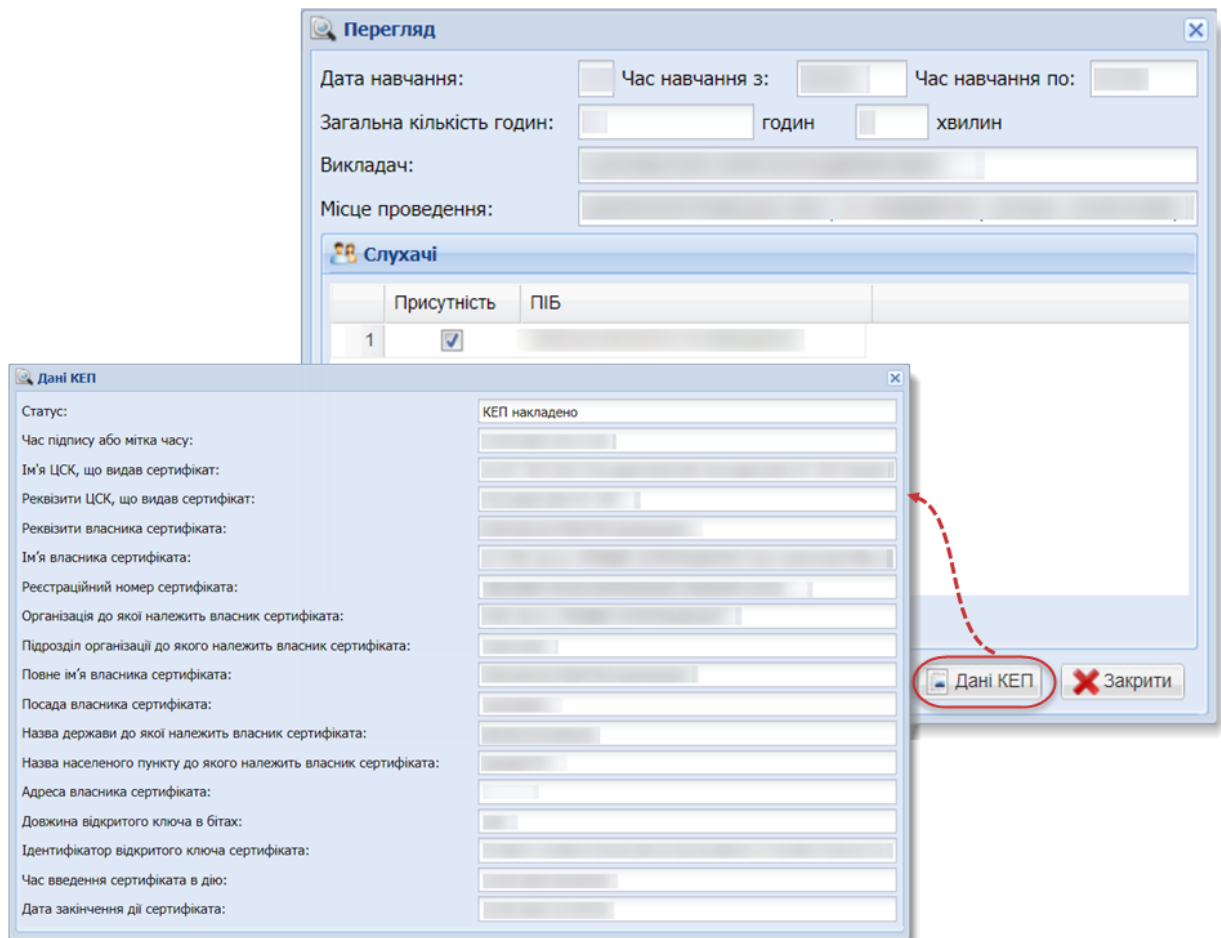 Перегляд
Дата навчання: Час навчання з: Час навчання по:
Загальна кількість годин: годин хвилин
Викладач:
Місце проведення:
Слухачі
Присутність ПІБ
1
Дані КЕП Закрити
Дані КЕП
Статус: КЕП накладено
Час підпису або мітка часу:
Ім'я ЦСК, що видав сертифікат:
Реквізити ЦСК, що видав сертифікат:
Реквізити власника сертифіката:
Ім'я власника сертифіката:
Реєстраційний номер сертифіката:
Організація до якої належить власник сертифіката:
Підрозділ організації до якого належить власник сертифіката:
Повне ім'я власника сертифіката:
Посада власника сертифіката:
Назва держави до якої належить власник сертифіката:
Назва населеного пункту до якого належить власник сертифіката:
Адреса власника сертифіката:
Довжина відкритого ключа в бітах:
Ідентифікатор відкритого ключа сертифіката:
Час введення сертифіката в дію:
Дата закінчення дії сертифіката: